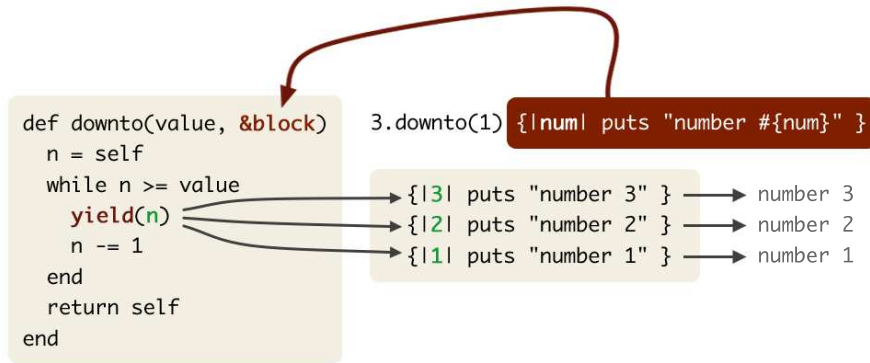 def downto(value, &block)
n = self
while n >= value
yield(n)
n -= 1
end
return self
end
3.downto(1) {|num| puts "number #{num}" }
{|3| puts "number 3" } number 3
{|2| puts "number 2" } number 2
{|1| puts "number 1" } number 1